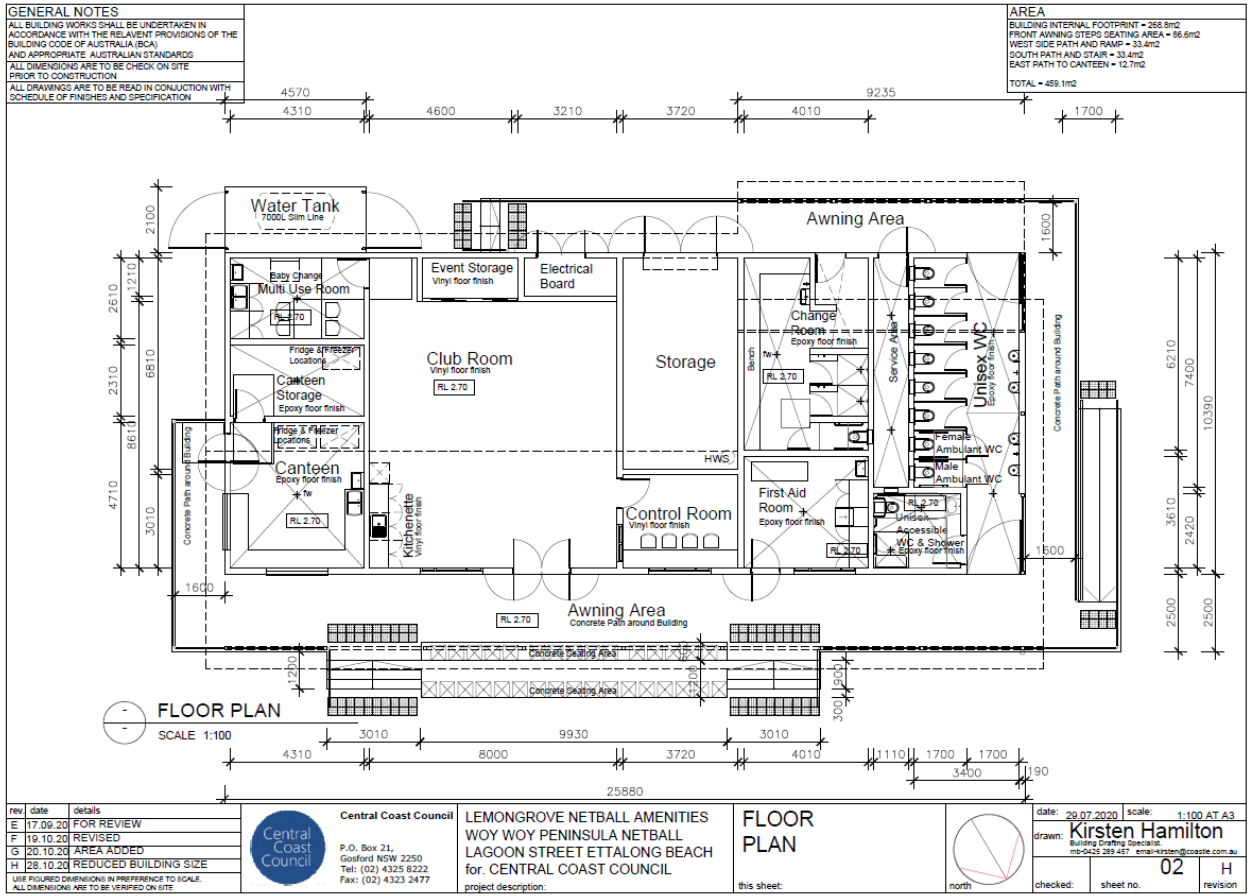 GENERAL NOTES
ALL BUILDING WORKS SHALL BE UNDERTAKEN IN
ACCORDANCE WITH THE RELAVENT PROVISIONS OF THE
BUILDING CODE OF AUSTRALIA (BCA)
AND APPROPRIATE AUSTRALIAN STANDARDS
ALL DIMENSIONS ARE TO BE CHECK ON SITE
PRIOR TO CONSTRUCTION
ALL DRAWINGS ARE TO BE READ IN CONJUCTION WITH
SCHEDULE OF FINISHES AND SPECIFICATION
AREA
BUILDING INTERNAL FOOTPRINT = 268.8m2
FRONT AWNING STEPS SEATING AREA = 86.6m2
WEST SIDE PATH AND RAMP = 33.4m2
SOUTH PATH AND STAIR = 33.4m2
EAST PATH TO CANTEEN = 12.7m2
TOTAL = 459.1m2
4570
9235
4310
4600
3210
3720
4010
1700
Water Tank
7000L Slim Line
Awning Area
2100
1600
Baby Change
Multi Use Room
RL 2.70
Event Storage
Vinyl floor finish
Electrical
Board
1210
2610
6810
2310
8610
4710
3010
Fridge & Freezer
Locations
Canteen
Storage
Epoxy floor finish
Club Room
Vinyl floor finish
RL 2.70
Storage
HWS
Change
Room
Epoxy floor finish
Bench
fw
RL 2.70
Service Area
Unisex WC
Epoxy floor finish
Concrete Path around Building
6210
7400
10390
3610
2420
2500
2500
Fridge & Freezer
Locations
Canteen
Epoxy floor finish
fw
RL 2.70
Concrete Path around Building
Kitchenette
Vinyl floor finish
Control Room
Vinyl floor finish
First Aid
Room
Epoxy floor finish
RL 2.70
Female
Ambulant WC
Male
Ambulant WC
RL 2.70
Unisex
Accessible
WC & Shower
Epoxy floor finish
1600
1600
RL 2.70
Awning Area
Concrete Path around Building
Concrete Seating Area
Concrete Seating Area
1200
1200
900
300
-
-
FLOOR PLAN
SCALE 1:100
3010
9930
3010
4310
8000
3720
4010
1110
1700
1700
3400
190
25880
rev. date details
E 17.09.20 FOR REVIEW
F 19.10.20 REVISED
G 20.10.20 AREA ADDED
H 28.10.20 REDUCED BUILDING SIZE
USE FIGURED DIMENSIONS IN PREFERENCE TO SCALE.
ALL DIMENSIONS ARE TO BE VERIFIED ON SITE
Central
Coast
Council
Central Coast Council
P.O. Box 21,
Gosford NSW 2250
Tel: (02) 4325 8222
Fax: (02) 4323 2477
LEMONGROVE NETBALL AMENITIES
WOY WOY PENINSULA NETBALL
LAGOON STREET ETTALONG BEACH
for. CENTRAL COAST COUNCIL
project description:
FLOOR
PLAN
this sheet:
north
date: 29.07.2020 scale: 1:100 AT A3
drawn: Kirsten Hamilton
Building Drafting Specialist.
mb-0425 289 457 email-kirsten@coastie.com.au
02 H
checked: sheet no. revision